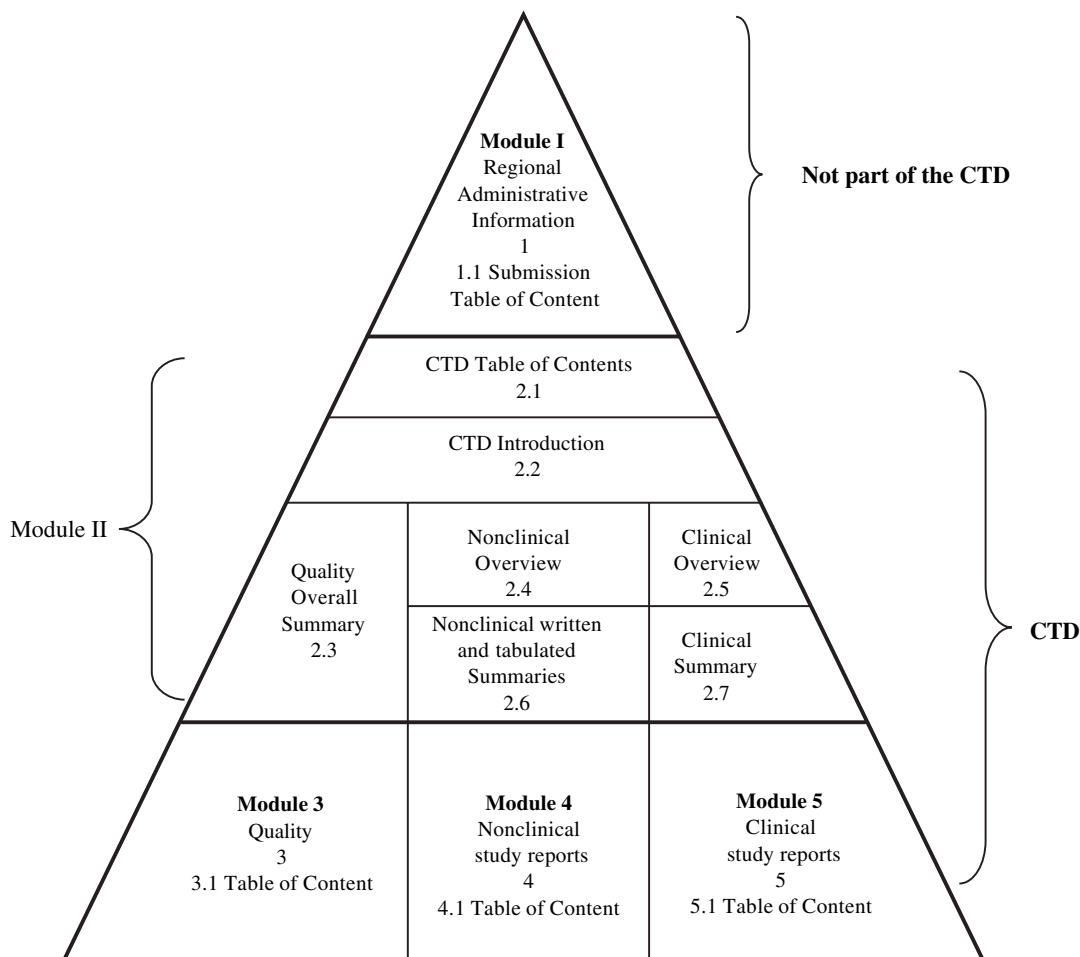 Module I
Regional
Administrative
Information
1
1.1 Submission
Table of Content
Not part of the CTD
CTD Table of Contents
2.1
CTD Introduction
2.2
Module II
Quality
Overall
Summary
2.3
Nonclinical
Overview
2.4
Clinical
Overview
2.5
Nonclinical written
and tabulated
Summaries
2.6
Clinical
Summary
2.7
CTD
Module 3
Quality
3
3.1 Table of Content
Module 4
Nonclinical
study reports
4
4.1 Table of Content
Module 5
Clinical
study reports
5
5.1 Table of Content